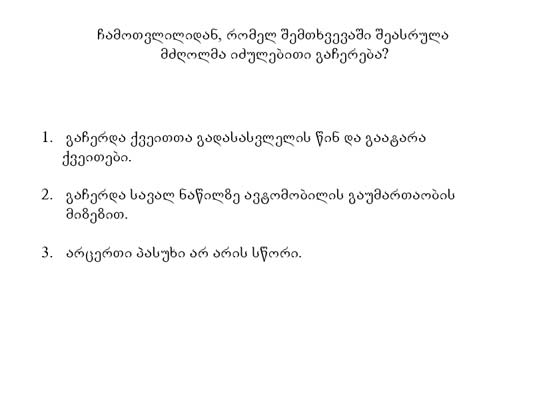 ჩამოთვლილიდან, რომელ შემთხვევაში შეასრულა
მძღოლმა იძულებითი გაჩერება?
1. გაჩერდა ქვეითთა გადასასვლელის წინ და გაატარა
ქვეითები.
2. გაჩერდა სავალ ნაწილზე ავტომობილის გაუმართაობის
მიზეზით.
3. არცერთი პასუხი არ არის სწორი.